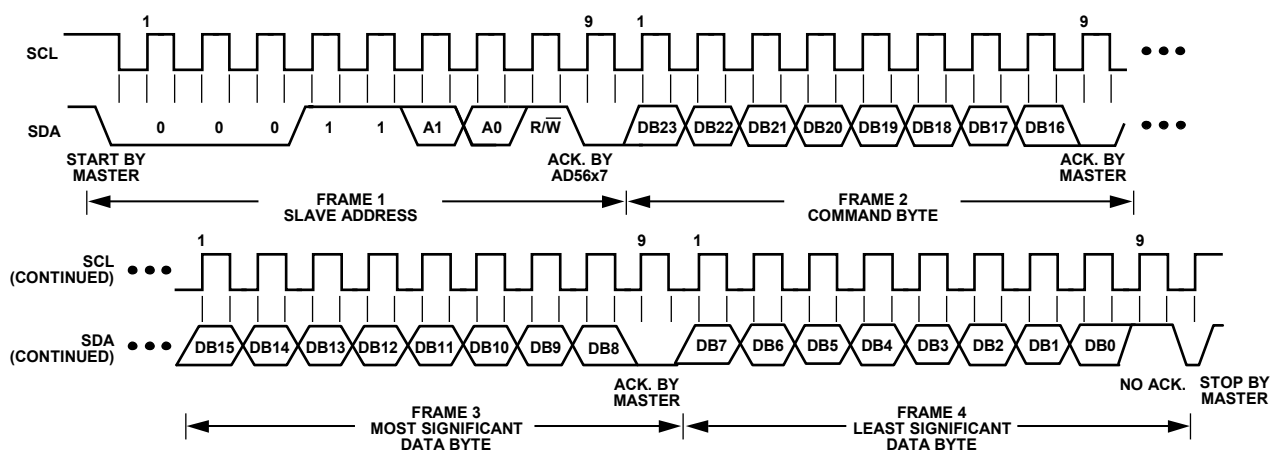 1 9 1 9
SCL
SDA 0 0 0 1 1 A1 A0 R/W̅ DB23 DB22 DB21 DB20 DB19 DB18 DB17 DB16
START BY
MASTER
ACK. BY
AD56x7
ACK. BY
MASTER
FRAME 1
SLAVE ADDRESS
FRAME 2
COMMAND BYTE
1 9 1 9
SCL
(CONTINUED)
SDA
(CONTINUED)
DB15 DB14 DB13 DB12 DB11 DB10 DB9 DB8 DB7 DB6 DB5 DB4 DB3 DB2 DB1 DB0
ACK. BY
MASTER
NO ACK.
STOP BY
MASTER
FRAME 3
MOST SIGNIFICANT
DATA BYTE
FRAME 4
LEAST SIGNIFICANT
DATA BYTE